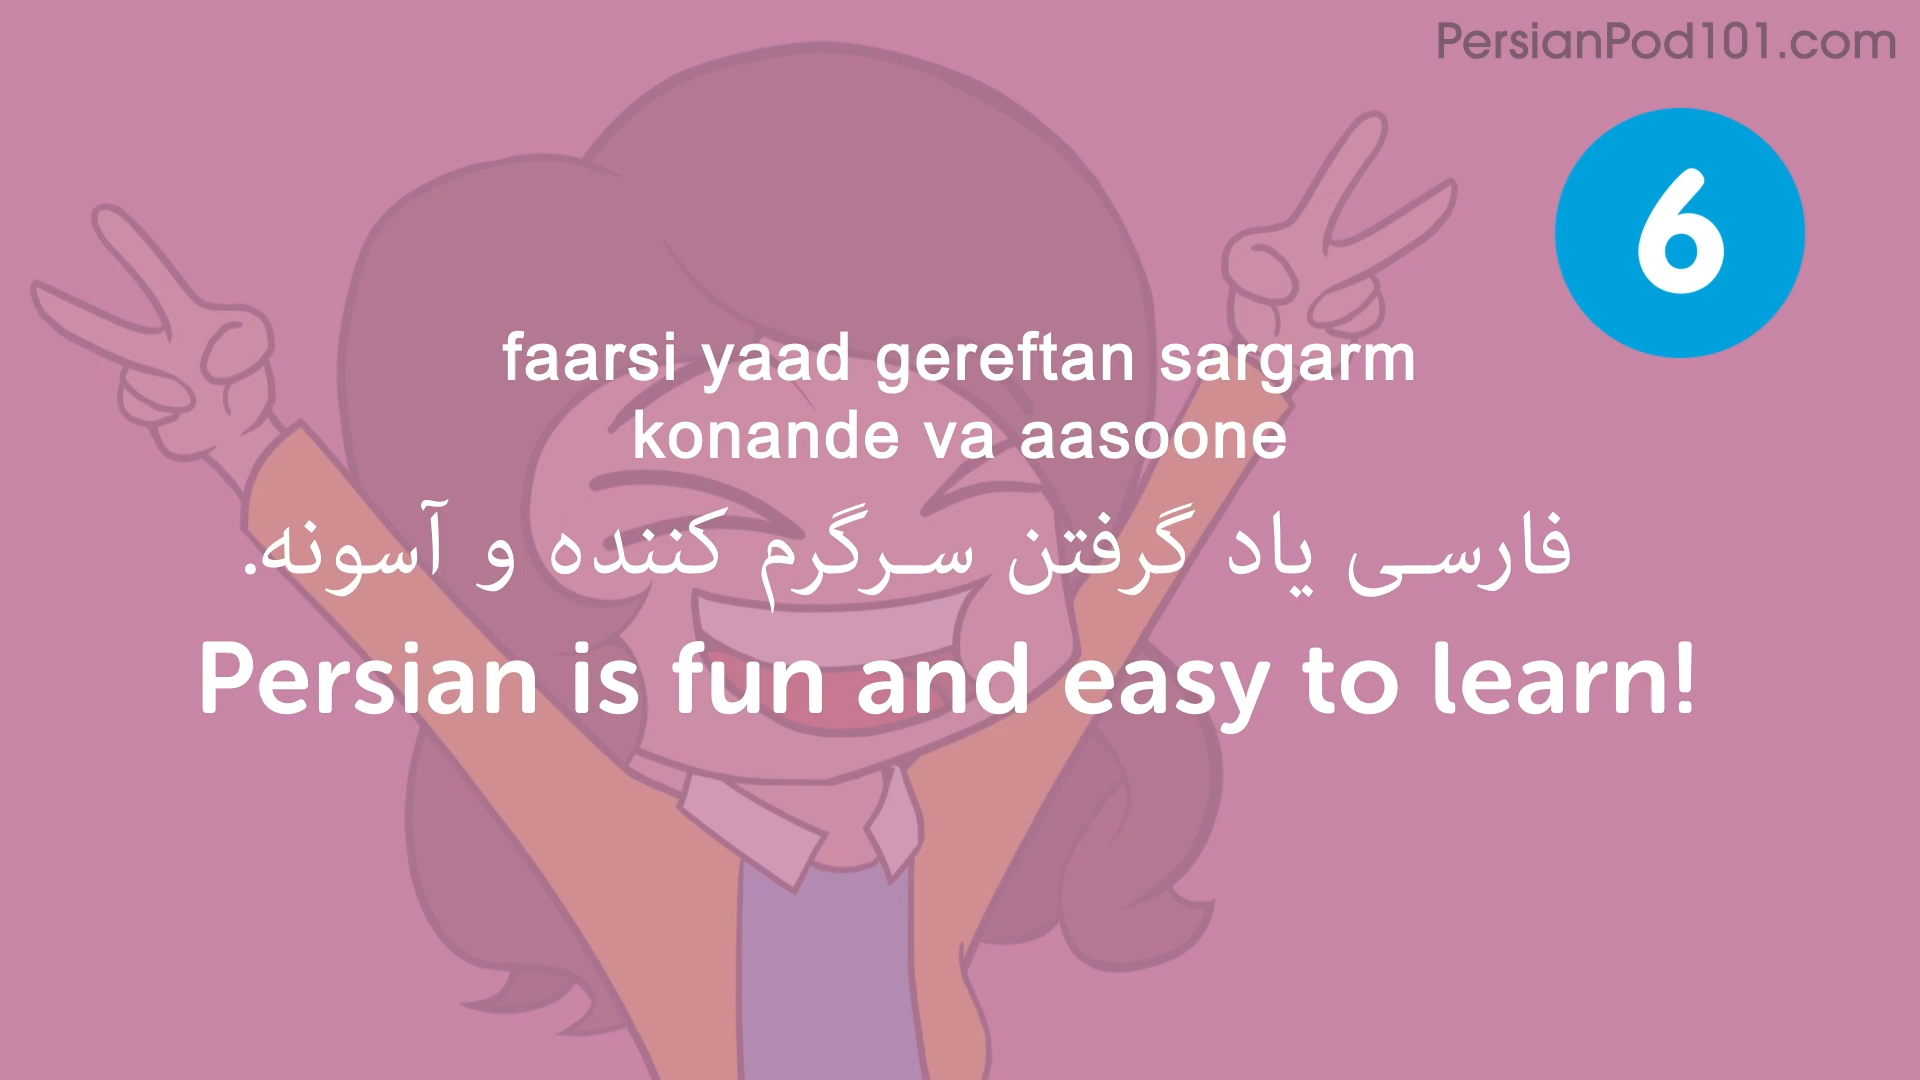 PersianPod101.com
6
faarsi yaad gereftan sargarm
konande va aasoone
فارسی یاد گرفتن سرگرم کننده و آسونه.
Persian is fun and easy to learn!